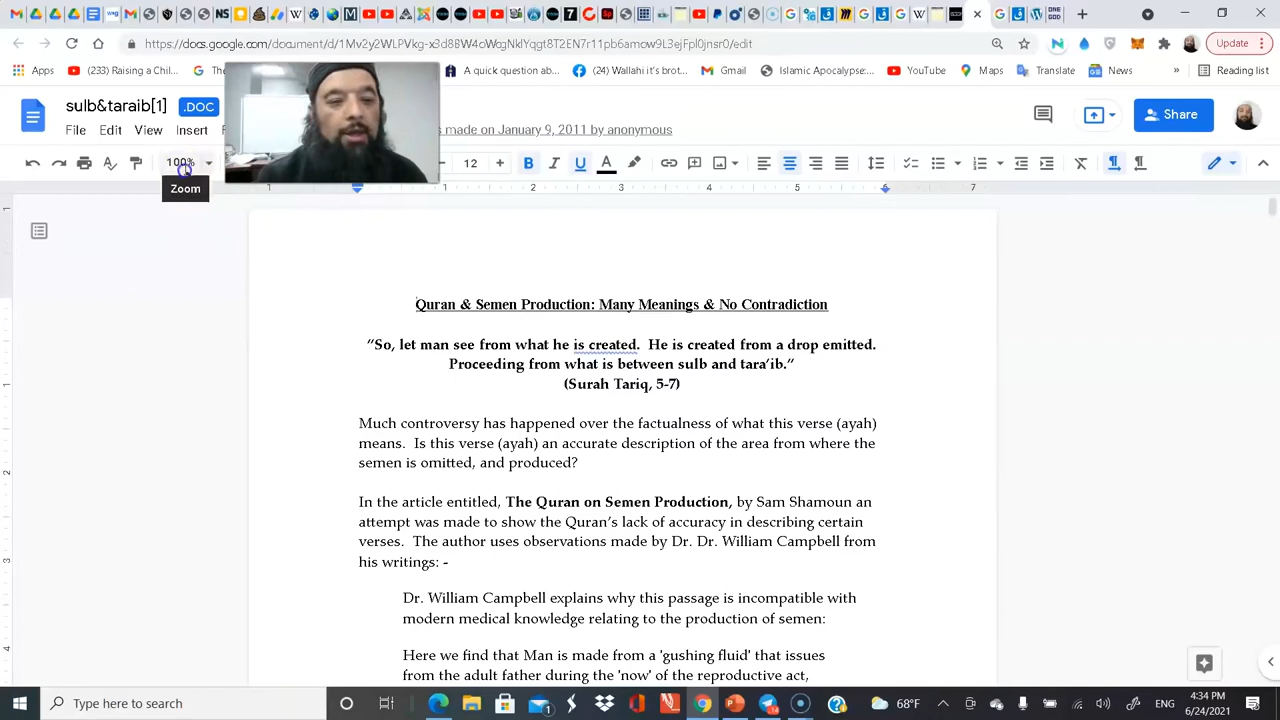 https://docs.google.com/document/d/1Mv2y2WLPVkg-x3d8BW4eWcgNklYqgt8T2EN7r11pb6amow9L3ejFpl0jnsr0/edit
Update
Apps
(233) Raising a Chil...
A quick question ab...
(24) Wallahi it's brot...
Gmail
Islamic Apocalypse:...
YouTube
Maps
Translate
News
»
Reading list
sulb&taraib[1]
.DOC
File Edit View Insert
s made on January 9, 2011 by anonymous
Share
100%
12
B I U A
Zoom
1 1 2 3 4 5 6 7
Quran & Semen Production: Many Meanings & No Contradiction
“So, let man see from what he is created. He is created from a drop emitted.
Proceeding from what is between sulb and tara’ib.”
(Surah Tariq, 5-7)
Much controversy has happened over the factualness of what this verse (ayah)
means. Is this verse (ayah) an accurate description of the area from where the
semen is omitted, and produced?
In the article entitled, The Quran on Semen Production, by Sam Shamoun an
attempt was made to show the Quran’s lack of accuracy in describing certain
verses. The author uses observations made by Dr. Dr. William Campbell from
his writings: -
Dr. William Campbell explains why this passage is incompatible with
modern medical knowledge relating to the production of semen:
Here we find that Man is made from a 'gushing fluid' that issues
from the adult father during the 'now' of the reproductive act,
Type here to search
68°F
4:34 PM
6/24/2021